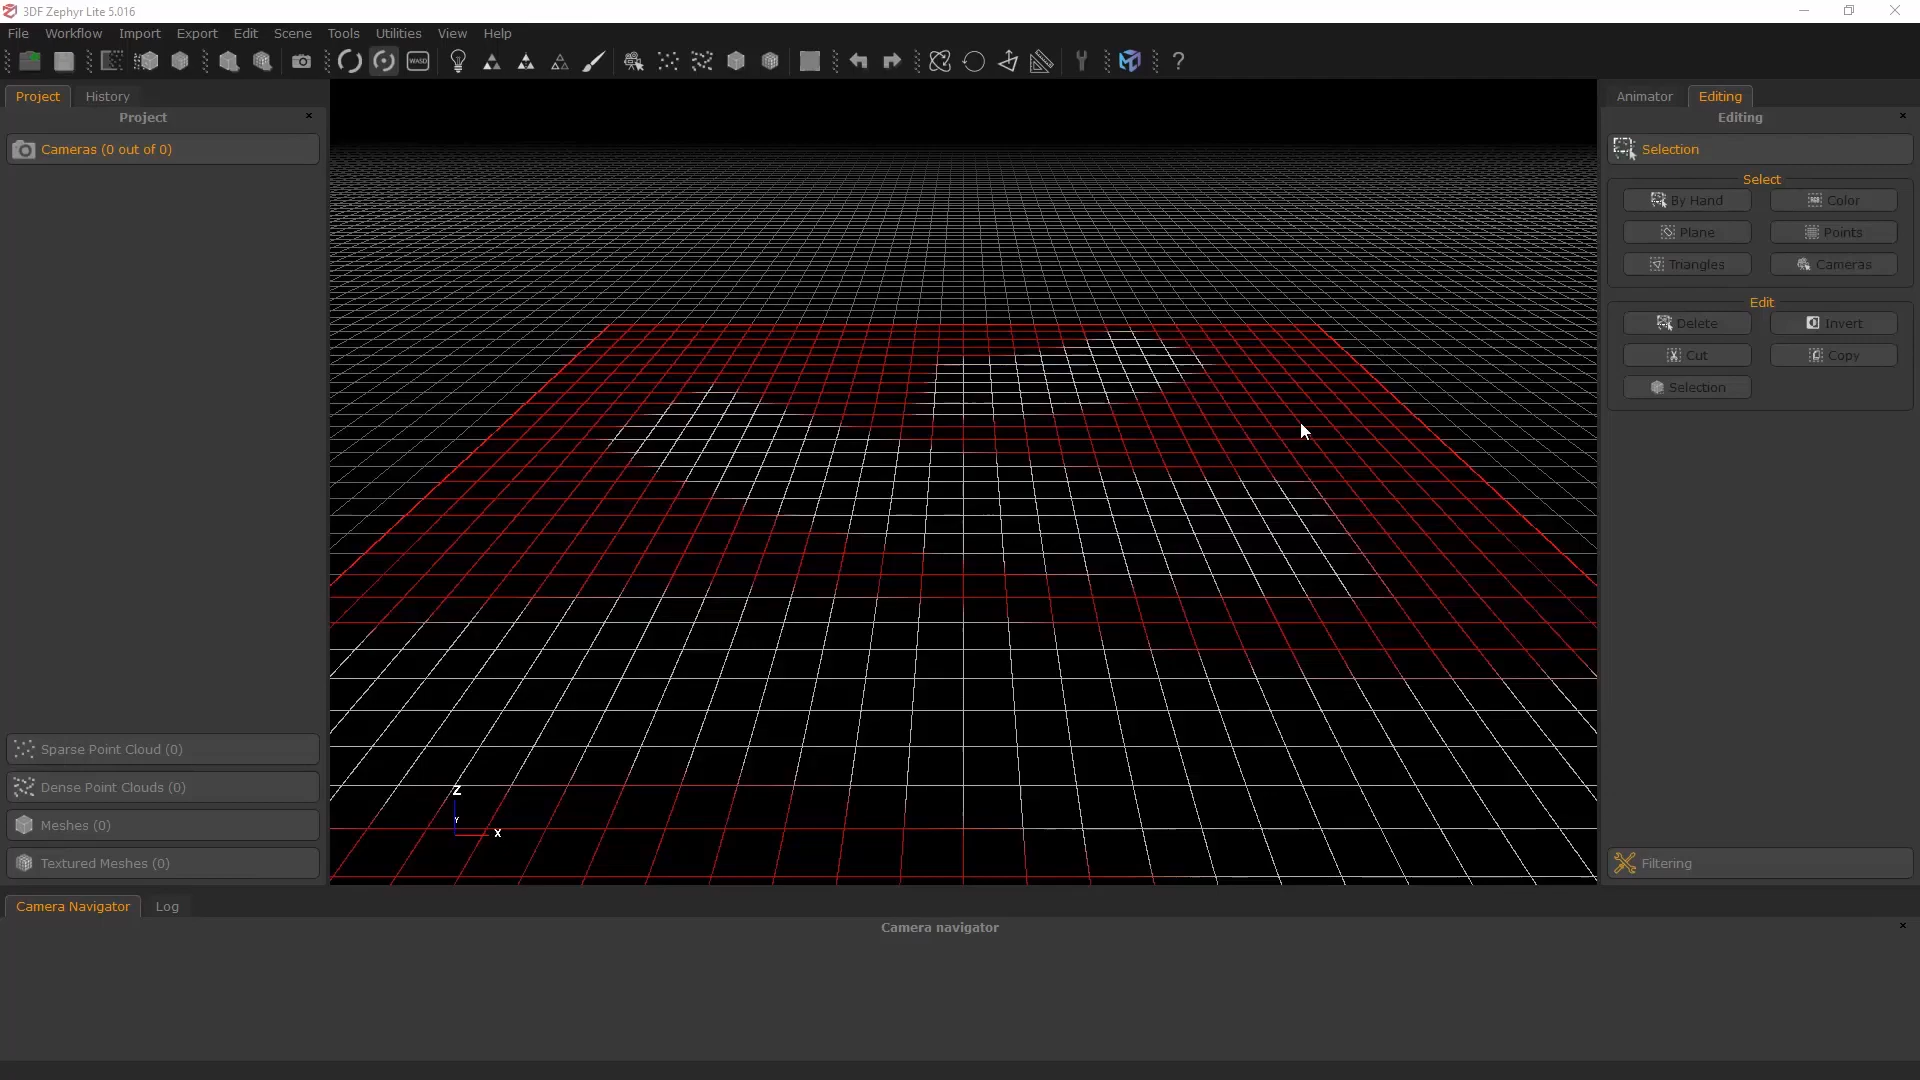 3DF Zephyr Lite 5.016
File Workflow Import Export Edit Scene Tools Utilities View Help
WASD
Project History
Project
Cameras (0 out of 0)
Sparse Point Cloud (0)
Dense Point Clouds (0)
Meshes (0)
Textured Meshes (0)
Z
Y
X
Animator Editing
Editing
Selection
Select
By Hand Color
Plane Points
Triangles Cameras
Edit
Delete Invert
Cut Copy
Selection
Filtering
Camera Navigator Log
Camera navigator